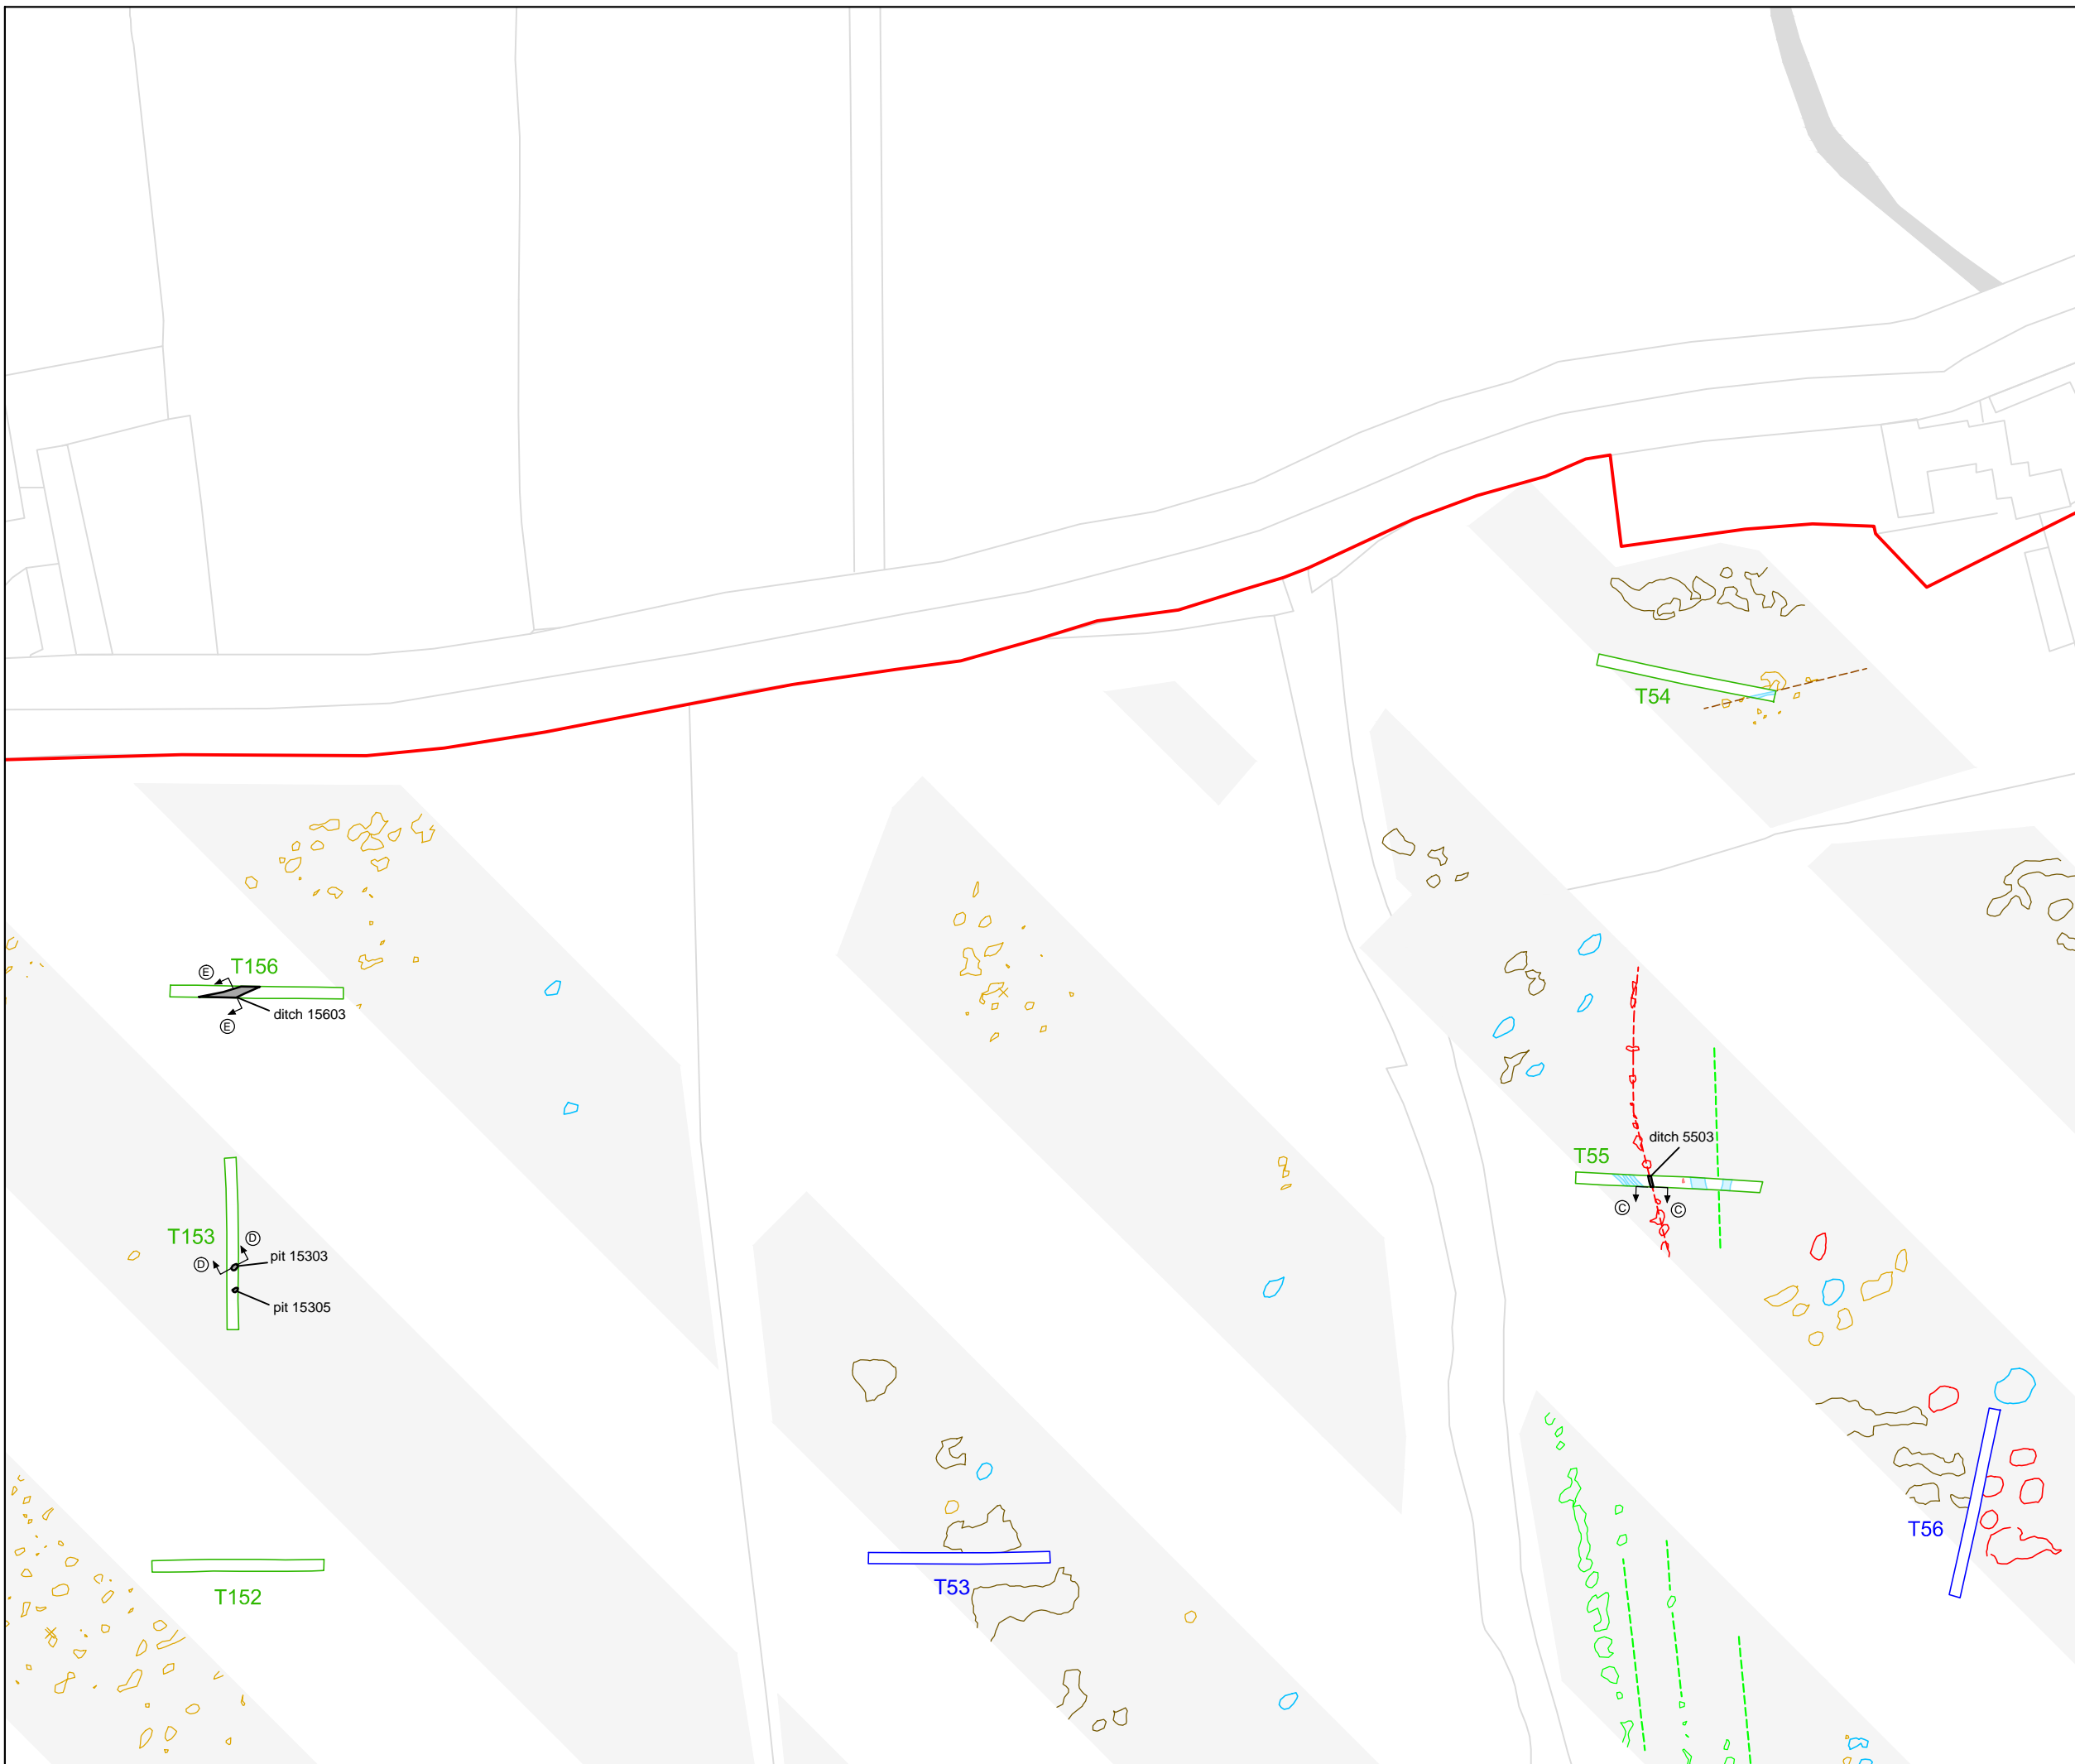 T54
T156
Ⓔ
ditch 15603
Ⓔ
ditch 5503
T55
Ⓒ
Ⓒ
T153
Ⓓ
Ⓓ
pit 15303
pit 15305
T56
T53
T152